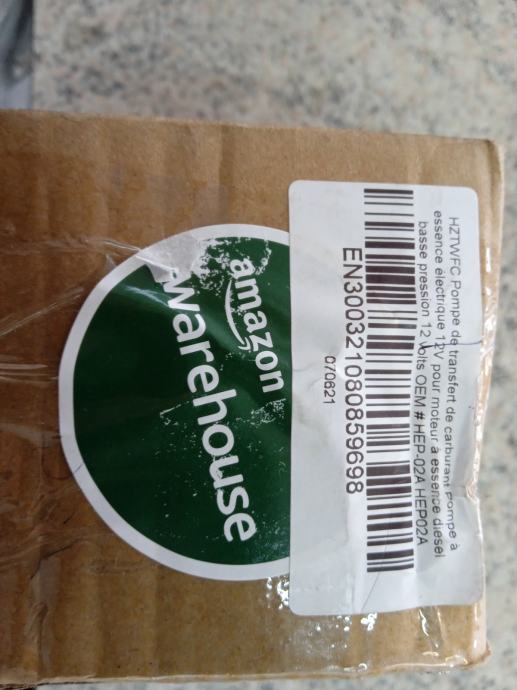 HZTWFC Pompe de transfert de carburant Pompe à
essence électrique 12V pour moteur à essence diesel
basse pression 12 Volts OEM # HEP-02A HEP02A
EN300321080859698
070621
amazon
warehouse